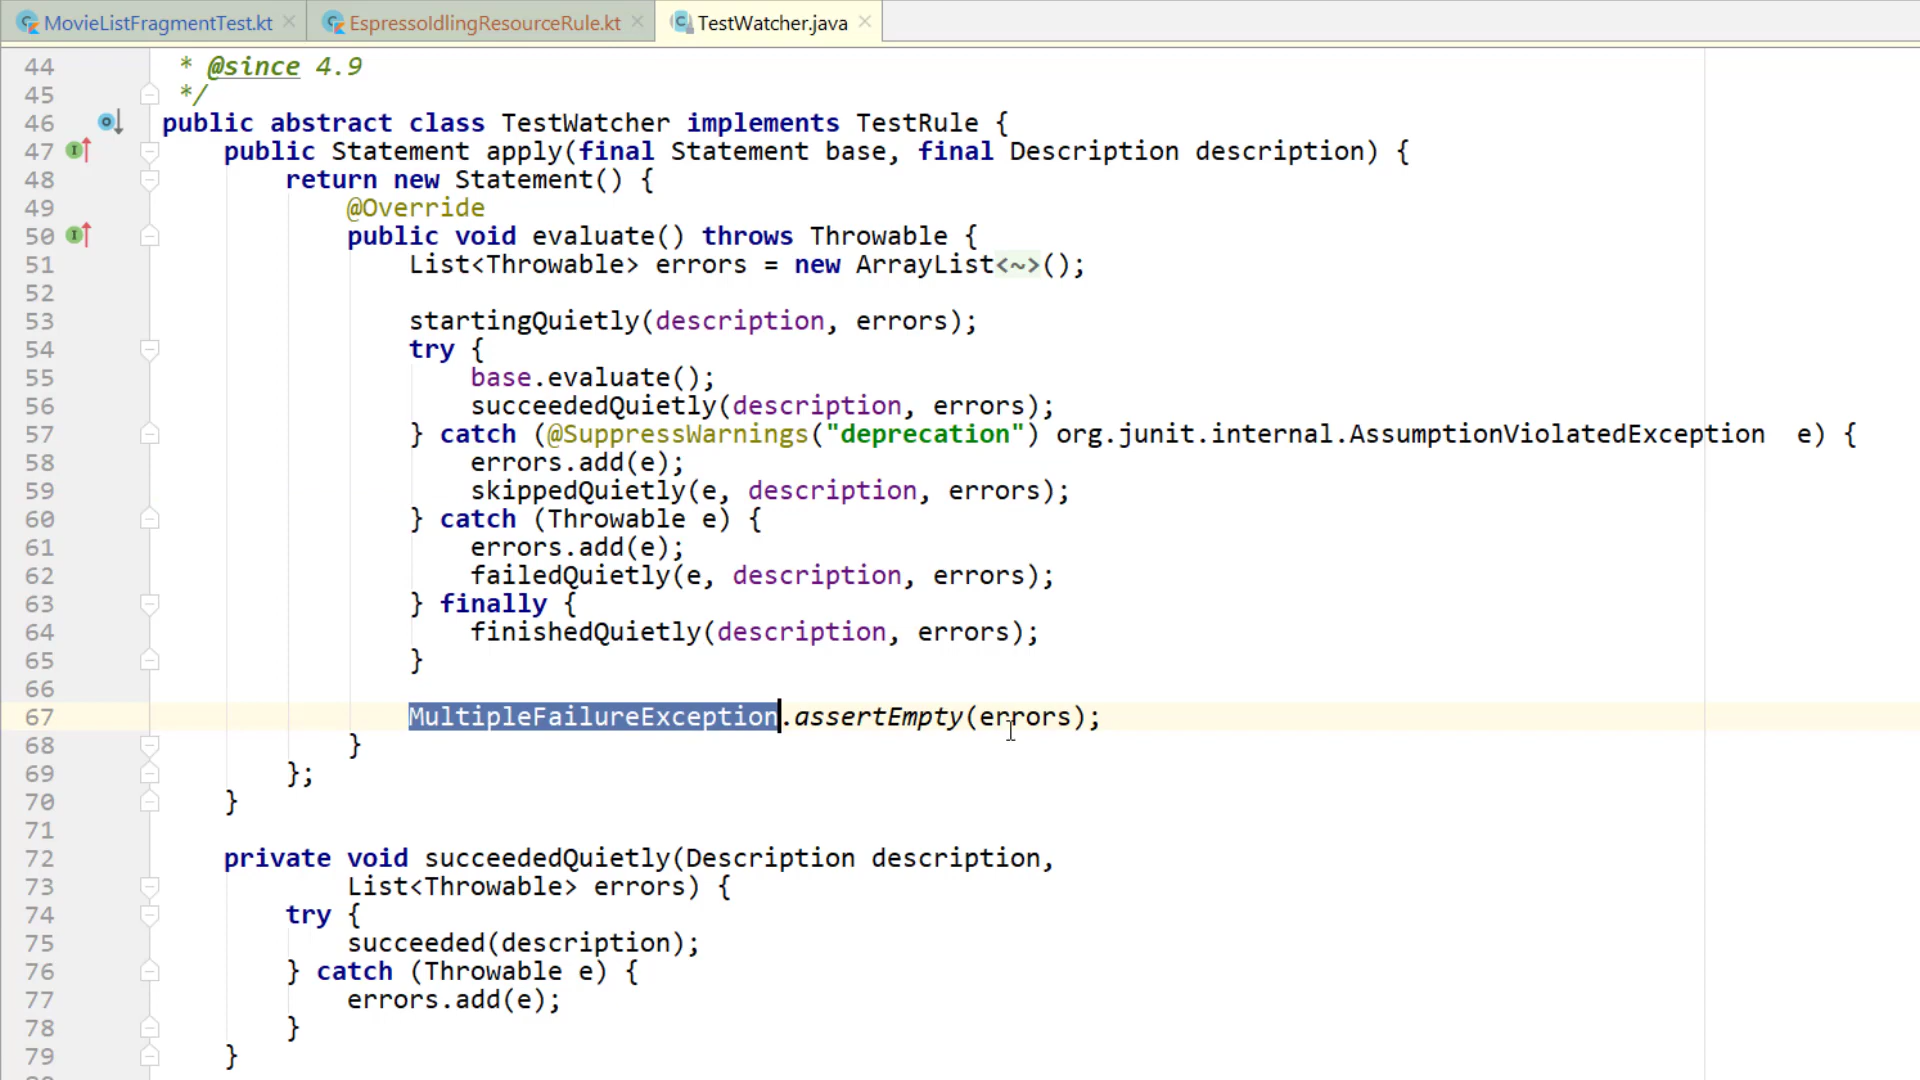 MovieListFragmentTest.kt EspressoIdlingResourceRule.kt TestWatcher.java
44 * @since 4.9
45 */
46 public abstract class TestWatcher implements TestRule {
47 public Statement apply(final Statement base, final Description description) {
48 return new Statement() {
49 @Override
50 public void evaluate() throws Throwable {
51 List<Throwable> errors = new ArrayList<~>();
52
53 startingQuietly(description, errors);
54 try {
55 base.evaluate();
56 succeededQuietly(description, errors);
57 } catch (@SuppressWarnings("deprecation") org.junit.internal.AssumptionViolatedException e) {
58 errors.add(e);
59 skippedQuietly(e, description, errors);
60 } catch (Throwable e) {
61 errors.add(e);
62 failedQuietly(e, description, errors);
63 } finally {
64 finishedQuietly(description, errors);
65 }
66
67 MultipleFailureException.assertEmpty(errors);
68 }
69 };
70 }
71
72 private void succeededQuietly(Description description,
73 List<Throwable> errors) {
74 try {
75 succeeded(description);
76 } catch (Throwable e) {
77 errors.add(e);
78 }
79 }